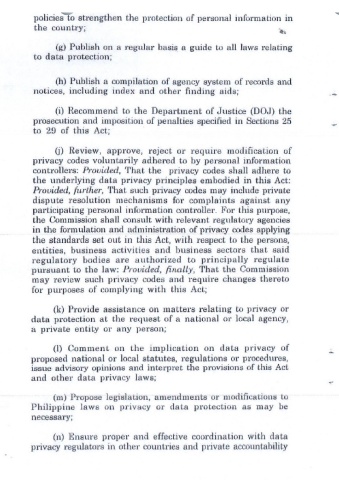 policies to strengthen the protection of personal information in
the country;
(g) Publish on a regular basis a guide to all laws relating
to data protection;
(h) Publish a compilation of agency system of records and
notices, including index and other finding aids;
(i) Recommend to the Department of Justice (DOJ) the
prosecution and imposition of penalties specified in Sections 25
to 29 of this Act;
(j) Review, approve, reject or require modification of
privacy codes voluntarily adhered to by personal information
controllers: Provided, That the privacy codes shall adhere to
the underlying data privacy principles embodied in this Act:
Provided, further, That such privacy codes may include private
dispute resolution mechanisms for complaints against any
participating personal information controller. For this purpose,
the Commission shall consult with relevant regulatory agencies
in the formulation and administration of privacy codes applying
the standards set out in this Act, with respect to the persons,
entities, business activities and business sectors that said
regulatory bodies are authorized to principally regulate
pursuant to the law: Provided, finally, That the Commission
may review such privacy codes and require changes thereto
for purposes of complying with this Act;
(k) Provide assistance on matters relating to privacy or
data protection at the request of a national or local agency,
a private entity or any person;
(l) Comment on the implication on data privacy of
proposed national or local statutes, regulations or procedures,
issue advisory opinions and interpret the provisions of this Act
and other data privacy laws;
(m) Propose legislation, amendments or modifications to
Philippine laws on privacy or data protection as may be
necessary;
(n) Ensure proper and effective coordination with data
privacy regulators in other countries and private accountability